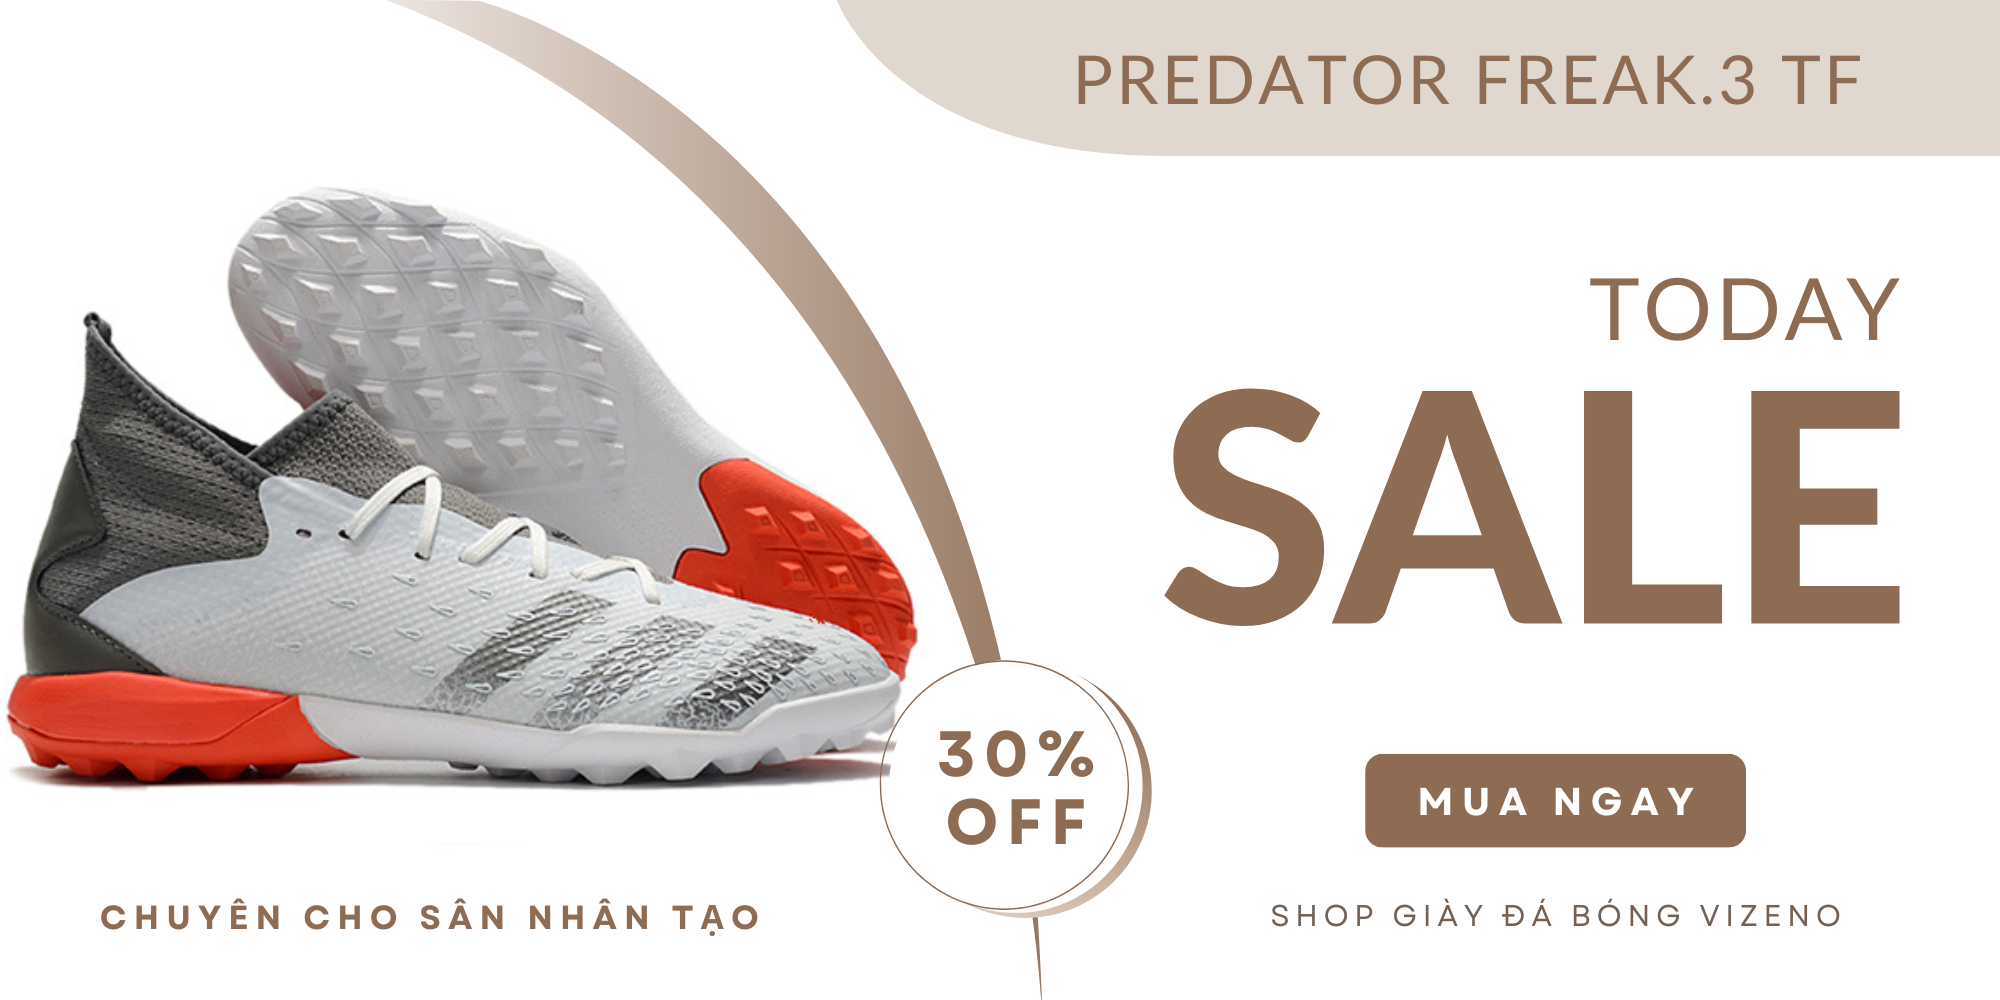 PREDATOR FREAK.3 TF
TODAY
SALE
30%
OFF
MUA NGAY
CHUYÊN CHO SÂN NHÂN TẠO
SHOP GIÀY ĐÁ BÓNG VIZENO